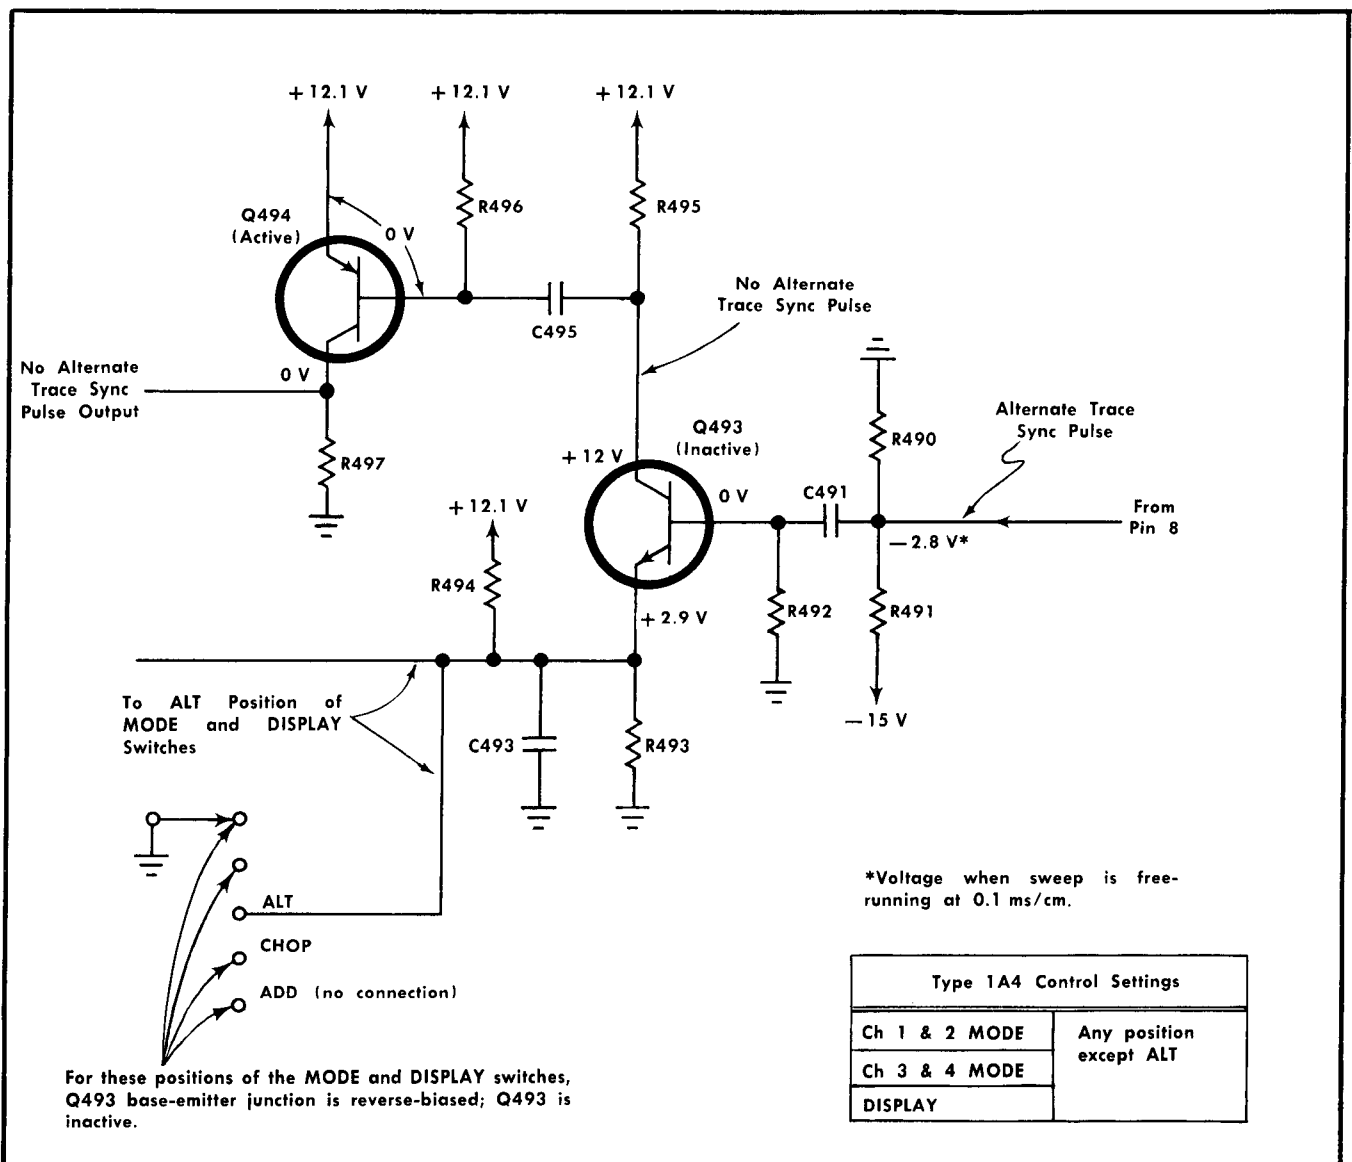 + 12.1 V
+ 12.1 V
+ 12.1 V
Q494
(Active)
0 V
R496
R495
No Alternate
Trace Sync Pulse
C495
No Alternate
Trace Sync
Pulse Output
0 V
R497
Q493
(Inactive)
+ 12 V
0 V
C491
R490
Alternate Trace
Sync Pulse
From
Pin 8
— 2.8 V*
+ 12.1 V
R494
+ 2.9 V
R492
R491
— 15 V
To ALT Position of
MODE and DISPLAY
Switches
C493
R493
ALT
CHOP
ADD (no connection)
For these positions of the MODE and DISPLAY switches,
Q493 base-emitter junction is reverse-biased; Q493 is
inactive.
*Voltage when sweep is free-
running at 0.1 ms/cm.
Type 1A4 Control Settings
Ch 1 & 2 MODE
Ch 3 & 4 MODE
DISPLAY
Any position
except ALT